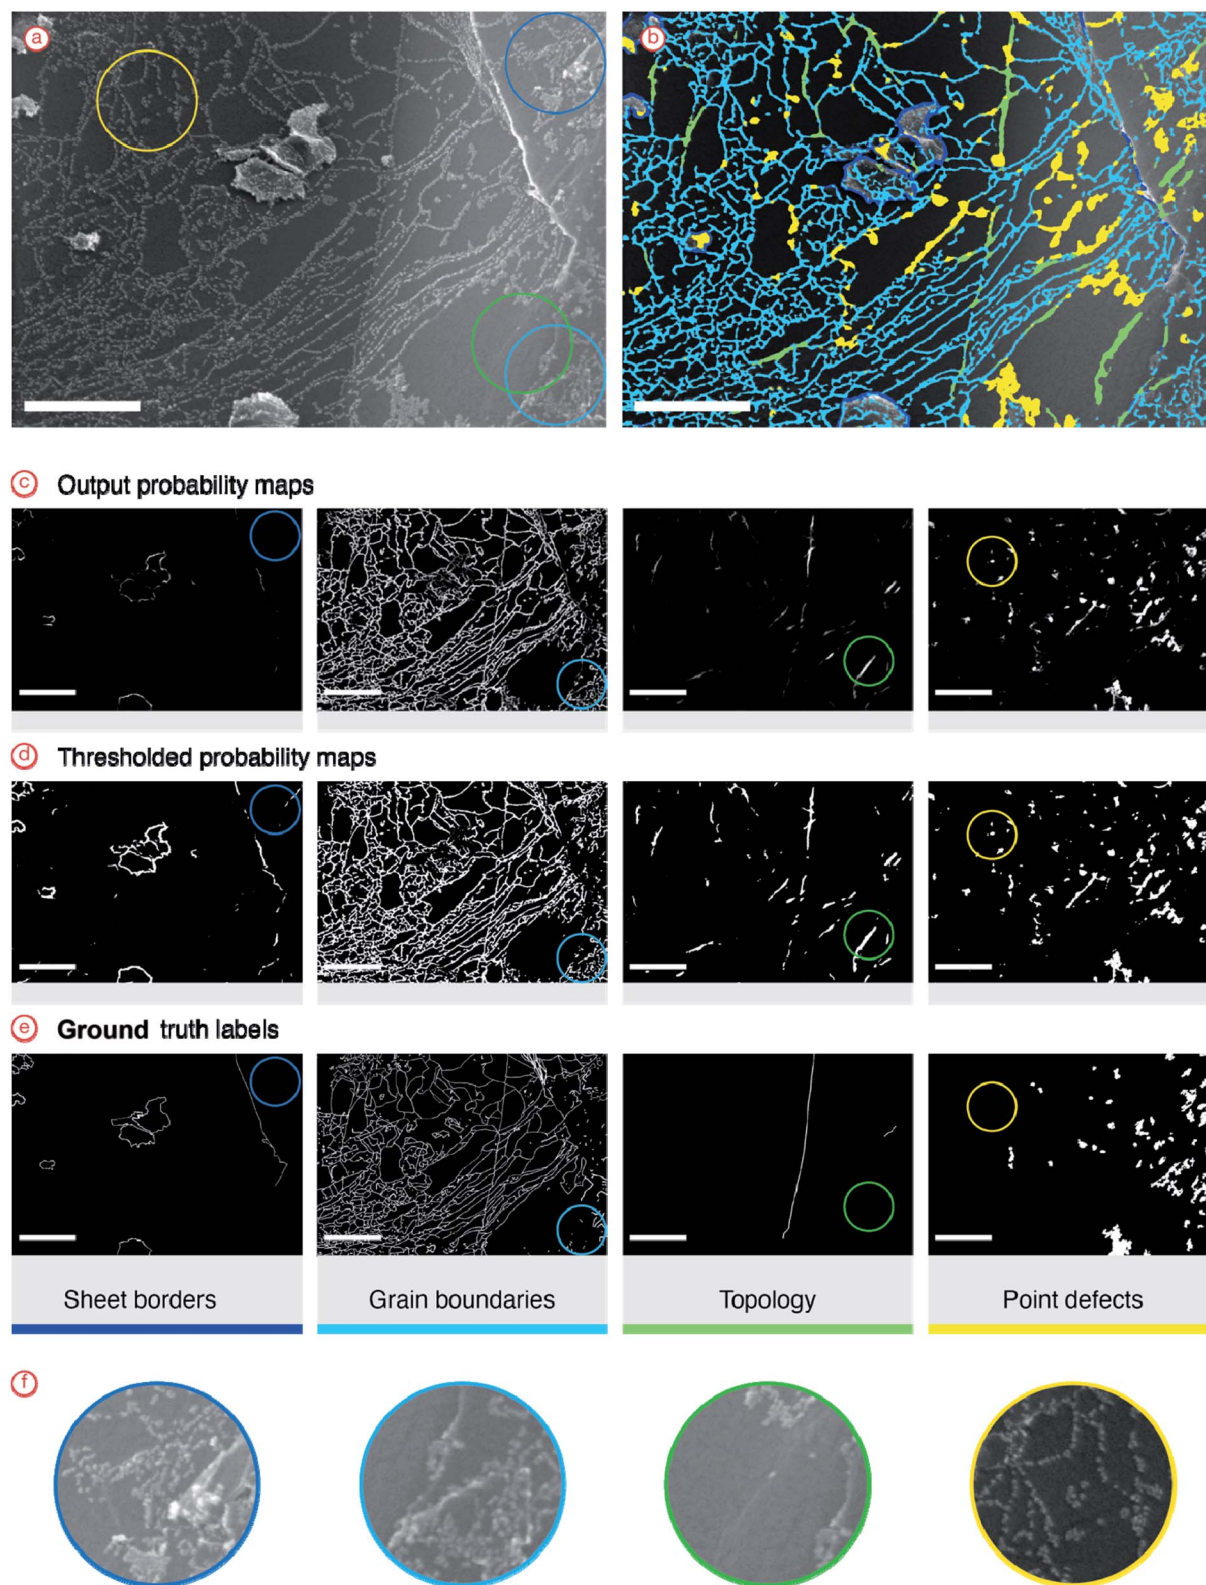 a
b
c Output probability maps
d Thresholded probability maps
e Ground truth labels
Sheet borders
Grain boundaries
Topology
Point defects
f